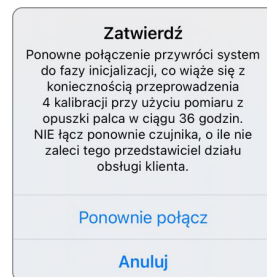 Zatwierdź
Ponowne połączenie przywróci system
do fazy inicjalizacji, co wiąże się z
koniecznością przeprowadzenia
4 kalibracji przy użyciu pomiaru z
opuszki palca w ciągu 36 godzin.
NIE łącz ponownie czujnika, o ile nie
zaleci tego przedstawiciel działu
obsługi klienta.
Ponownie połącz
Anuluj